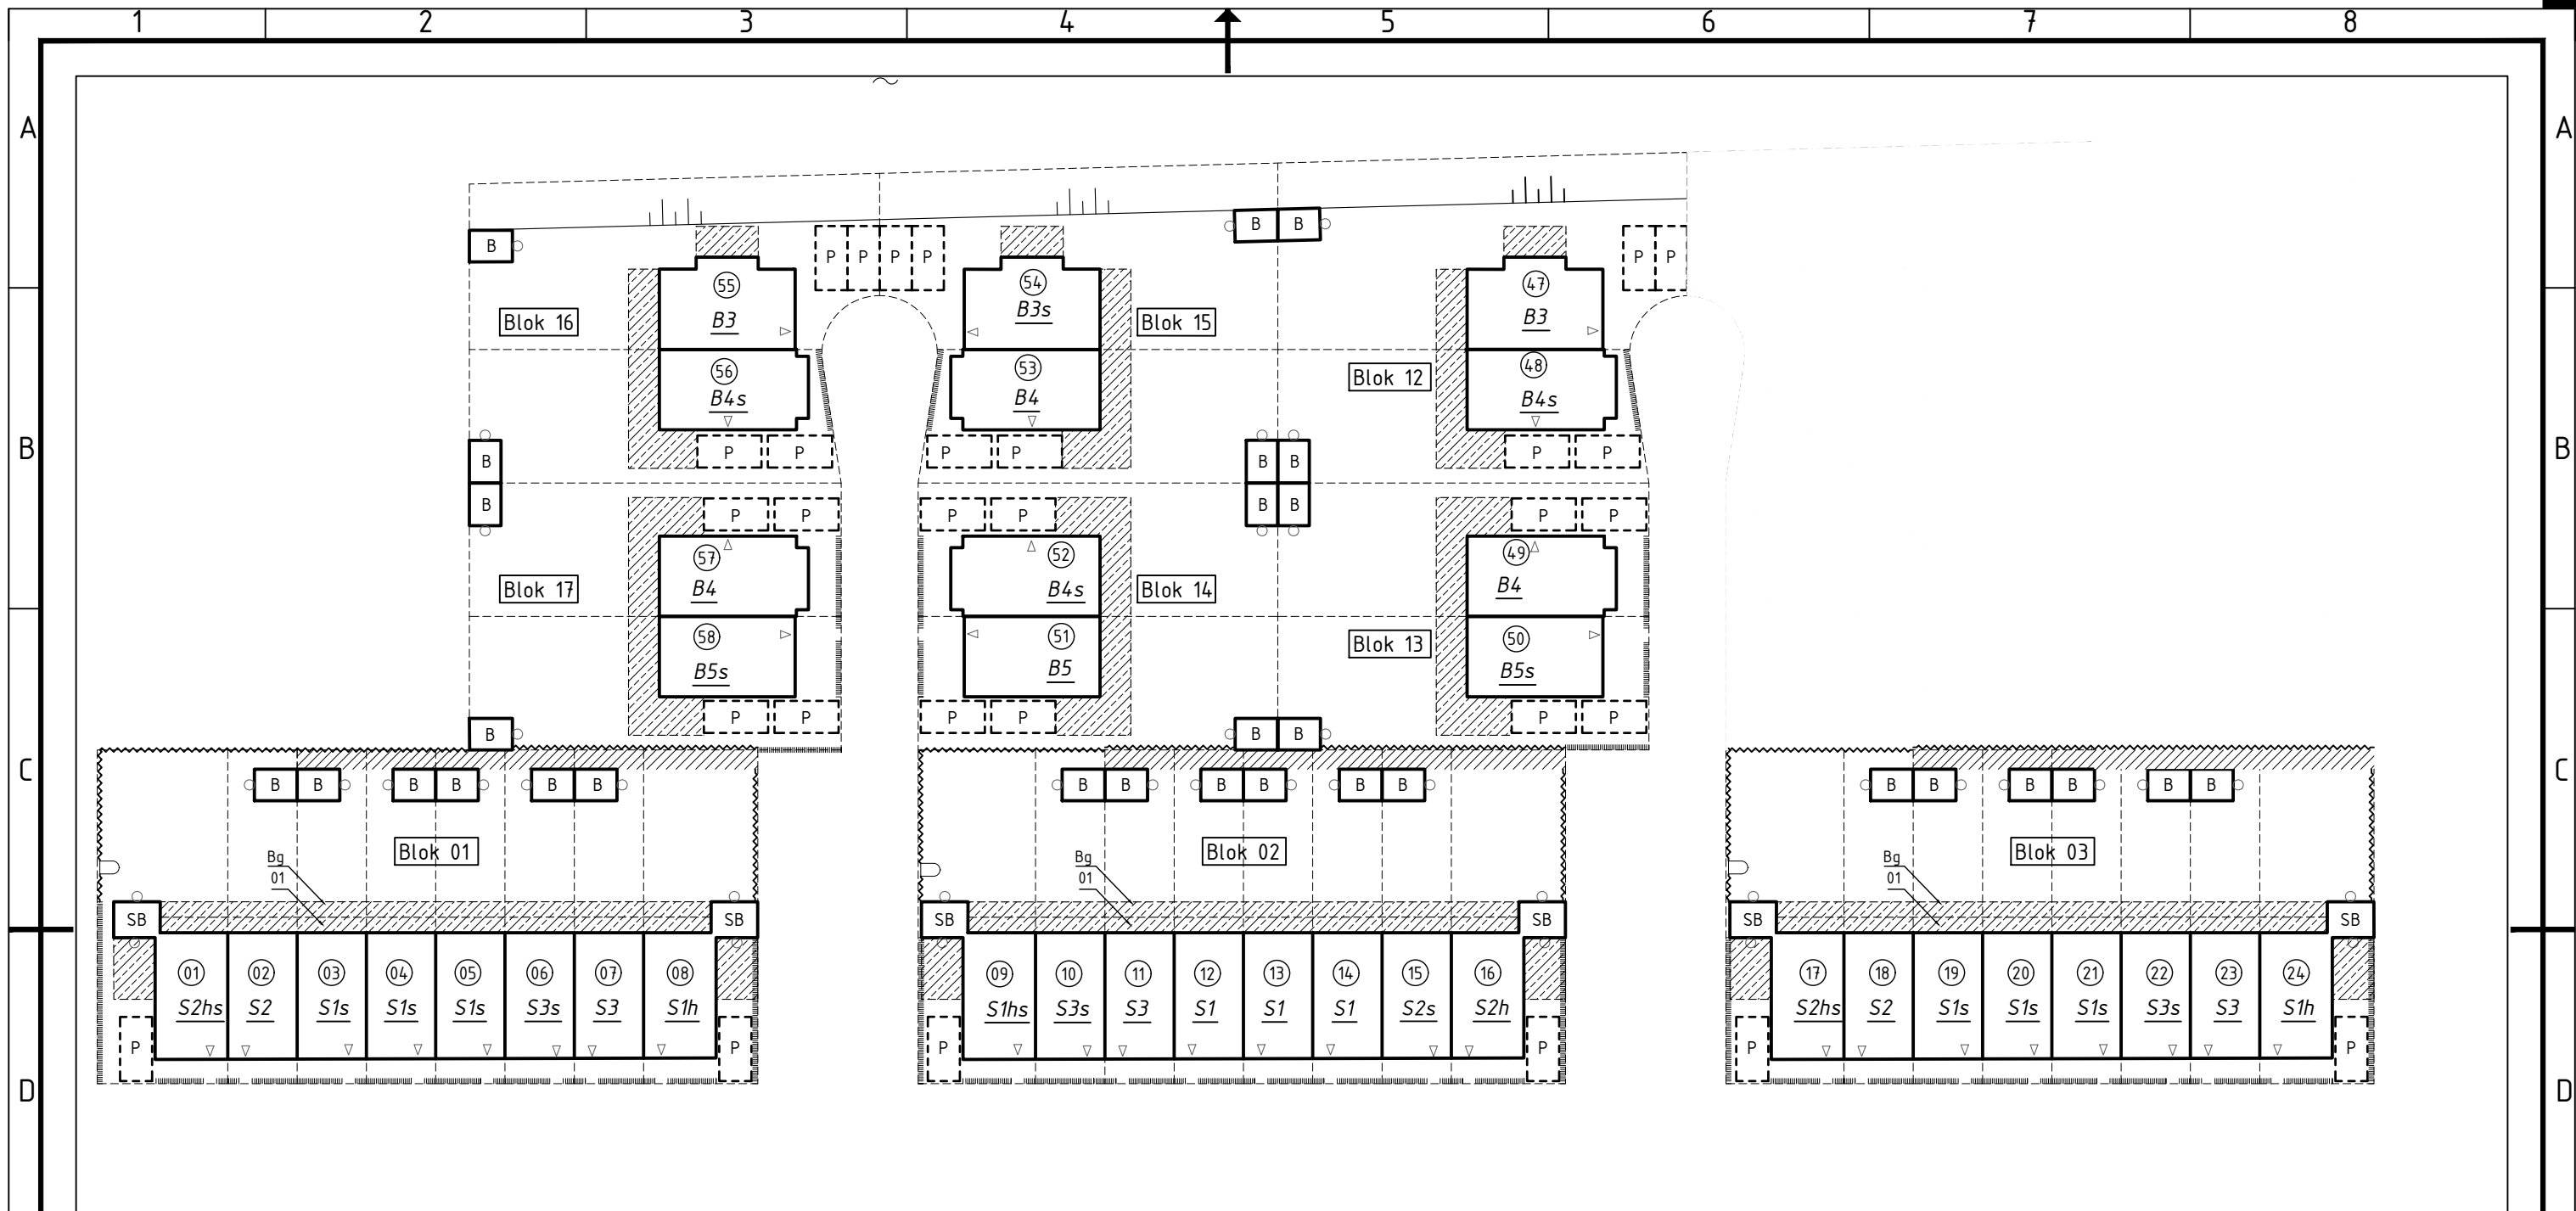 1 2 3 4 5 6 7 8
A A
B B B
P P P P P P
55 54 47
B3 B3s B3
Blok 16 Blok 15
56 53 48
Blok 12
B4s B4 B4s
B B
P P P P P P
B B B
B B B
P P P P P P
57 52 49
Blok 17 B4 B4s Blok 14 B4
58 51 50
Blok 13
B5s B5 B5s
P P P P P P
B B B
C C
B B B B B B B B B B B B B B B B B B
Blok 01 Blok 02 Blok 03
Bg Bg Bg
01 01 01
SB SB SB SB SB SB
01 02 03 04 05 06 07 08 09 10 11 12 13 14 15 16 17 18 19 20 21 22 23 24
S2hs S2 S1s S1s S1s S3s S3 S1h S1hs S3s S3 S1 S1 S1 S2s S2h S2hs S2 S1s S1s S1s S3s S3 S1h
P P P P P P
D D